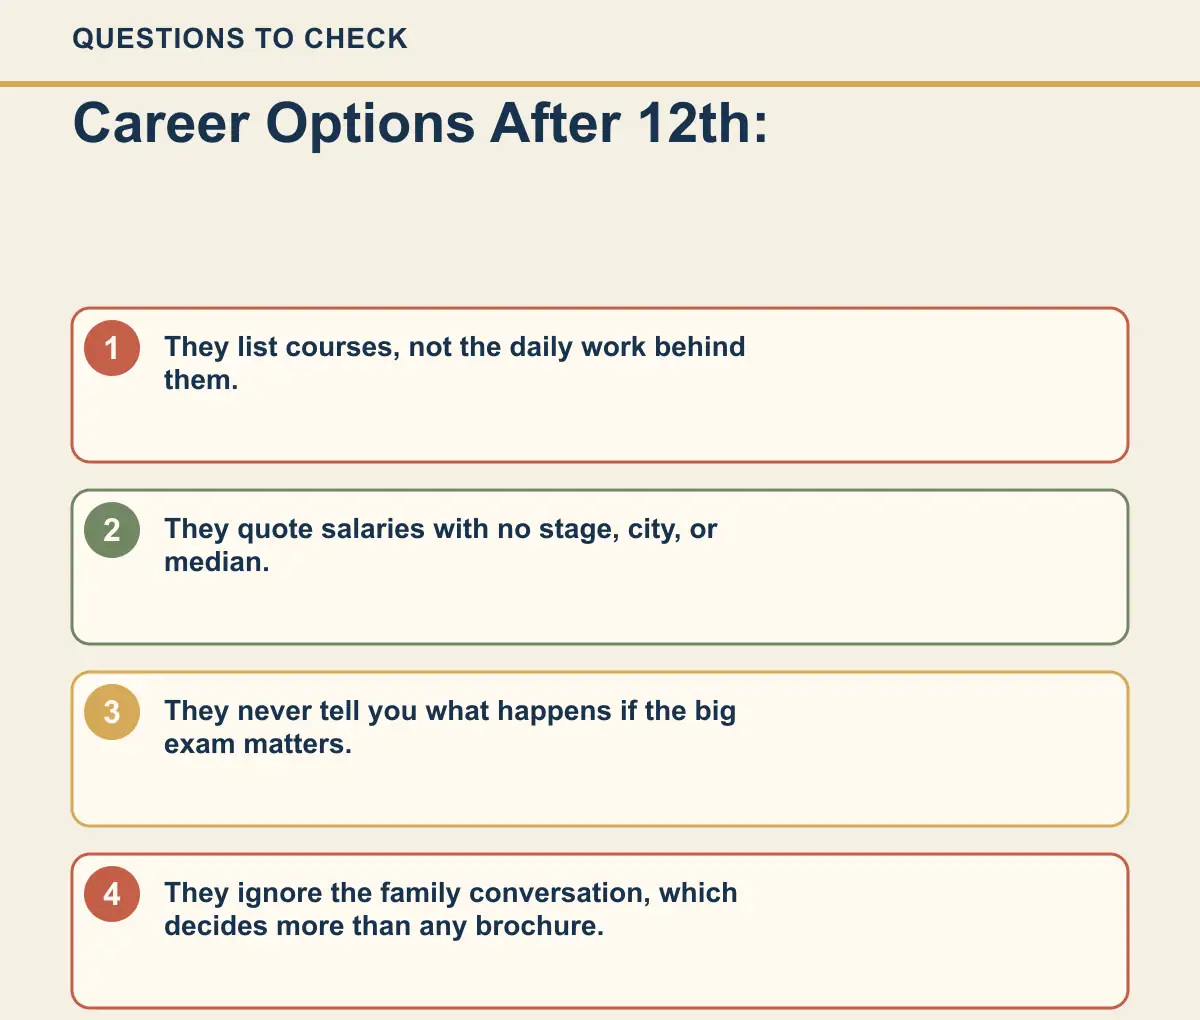 QUESTIONS TO CHECK
Career Options After 12th:
1
They list courses, not the daily work behind
them.
2
They quote salaries with no stage, city, or
median.
3
They never tell you what happens if the big
exam matters.
4
They ignore the family conversation, which
decides more than any brochure.